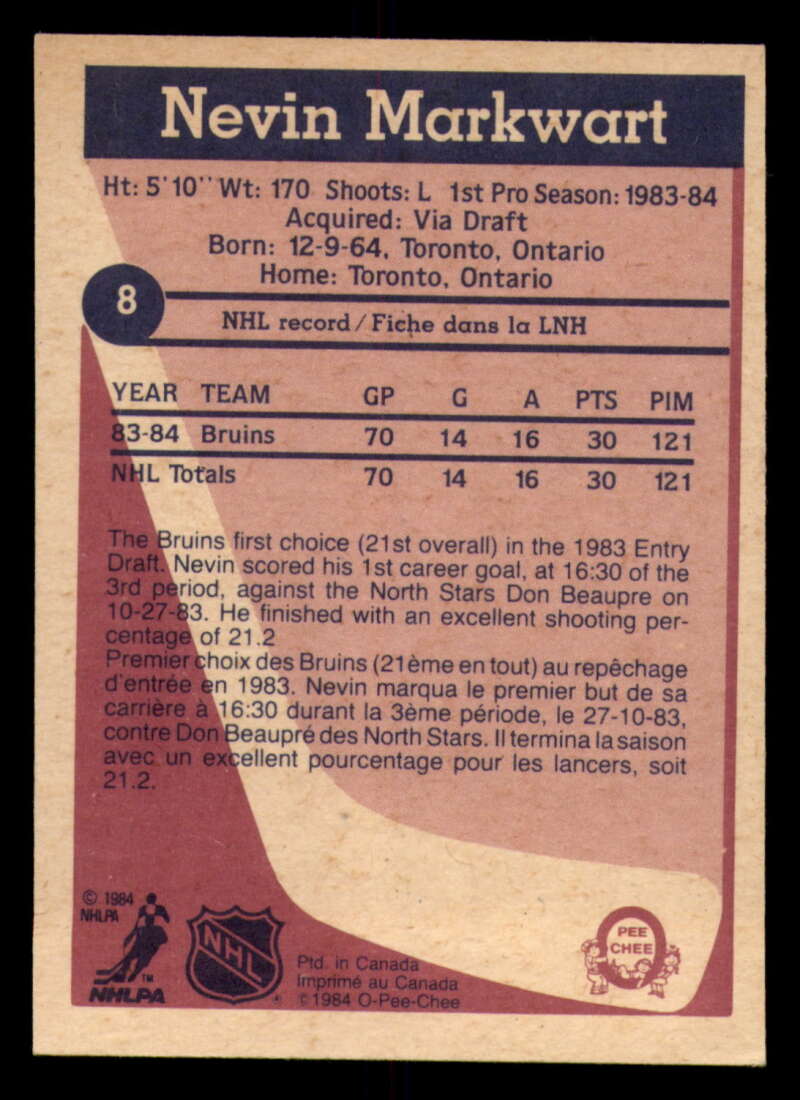 Nevin Markwart
Ht: 5'10" Wt: 170 Shoots: L 1st Pro Season: 1983-84
Acquired: Via Draft
Born: 12-9-64, Toronto, Ontario
Home: Toronto, Ontario
8
NHL record/Fiche dans la LNH
YEAR TEAM GP G A PTS PIM
83-84 Bruins 70 14 16 30 121
NHL Totals 70 14 16 30 121
The Bruins first choice (21st overall) in the 1983 Entry
Draft. Nevin scored his 1st career goal, at 16:30 of the
3rd period, against the North Stars Don Beaupre on
10-27-83. He finished with an excellent shooting per-
centage of 21.2
Premier choix des Bruins (21ème en tout) au repêchage
d'entrée en 1983. Nevin marqua le premier but de sa
carrière à 16:30 durant la 3ème période, le 27-10-83,
contre Don Beaupré des North Stars. Il termina la saison
avec un excellent pourcentage pour les lancers, soit
21.2.
© 1984
NHLPA
TM
NHLPA
NHL
®
Ptd. in Canada
Imprimé au Canada
©1984 O-Pee-Chee
PEE
CHEE